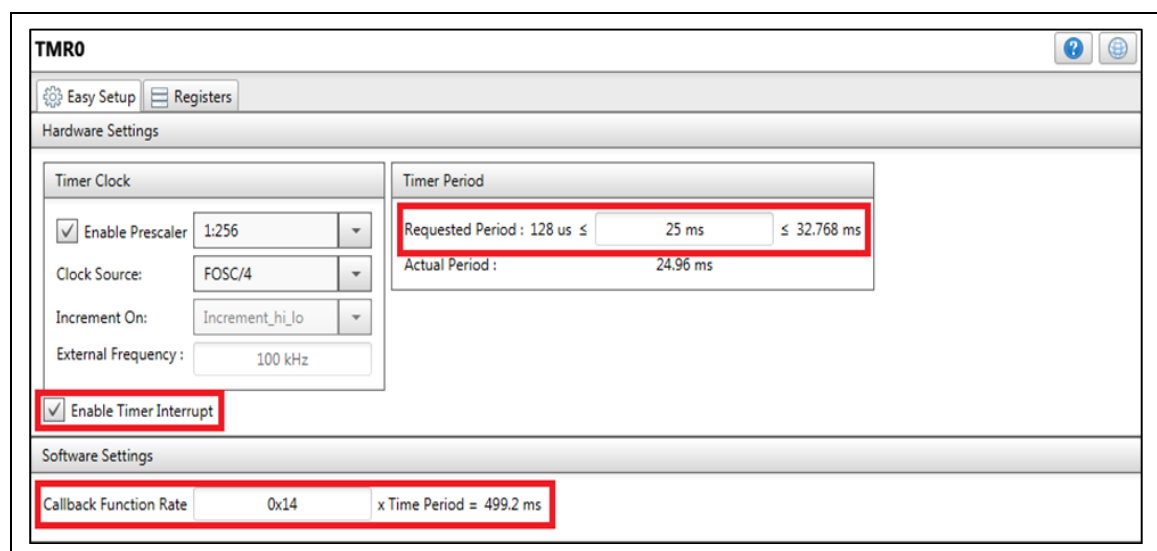 TMR0
Easy Setup Registers
Hardware Settings
Timer Clock
Enable Prescaler 1:256
Clock Source: FOSC/4
Increment On: Increment_hi_lo
External Frequency : 100 kHz
Timer Period
Requested Period : 128 us ≤ 25 ms ≤ 32.768 ms
Actual Period : 24.96 ms
Enable Timer Interrupt
Software Settings
Callback Function Rate 0x14 x Time Period = 499.2 ms